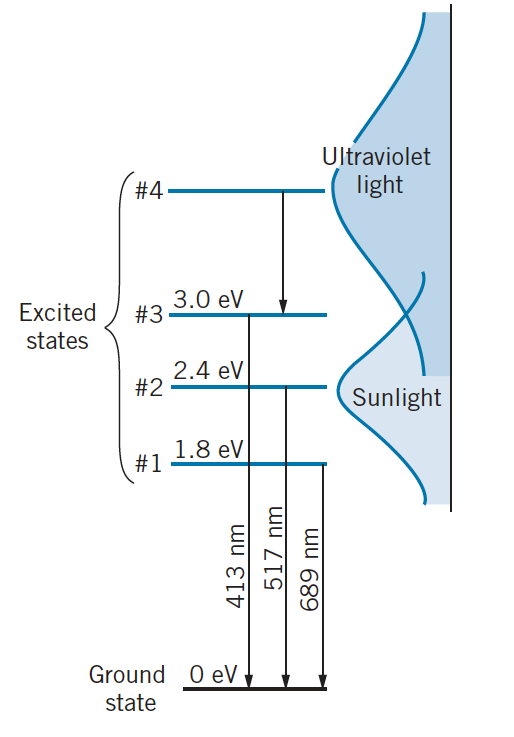 Ultraviolet
light
#4
3.0 eV
Excited
states
#3
2.4 eV
#2
Sunlight
1.8 eV
#1
413 nm
517 nm
689 nm
Ground
state
0 eV